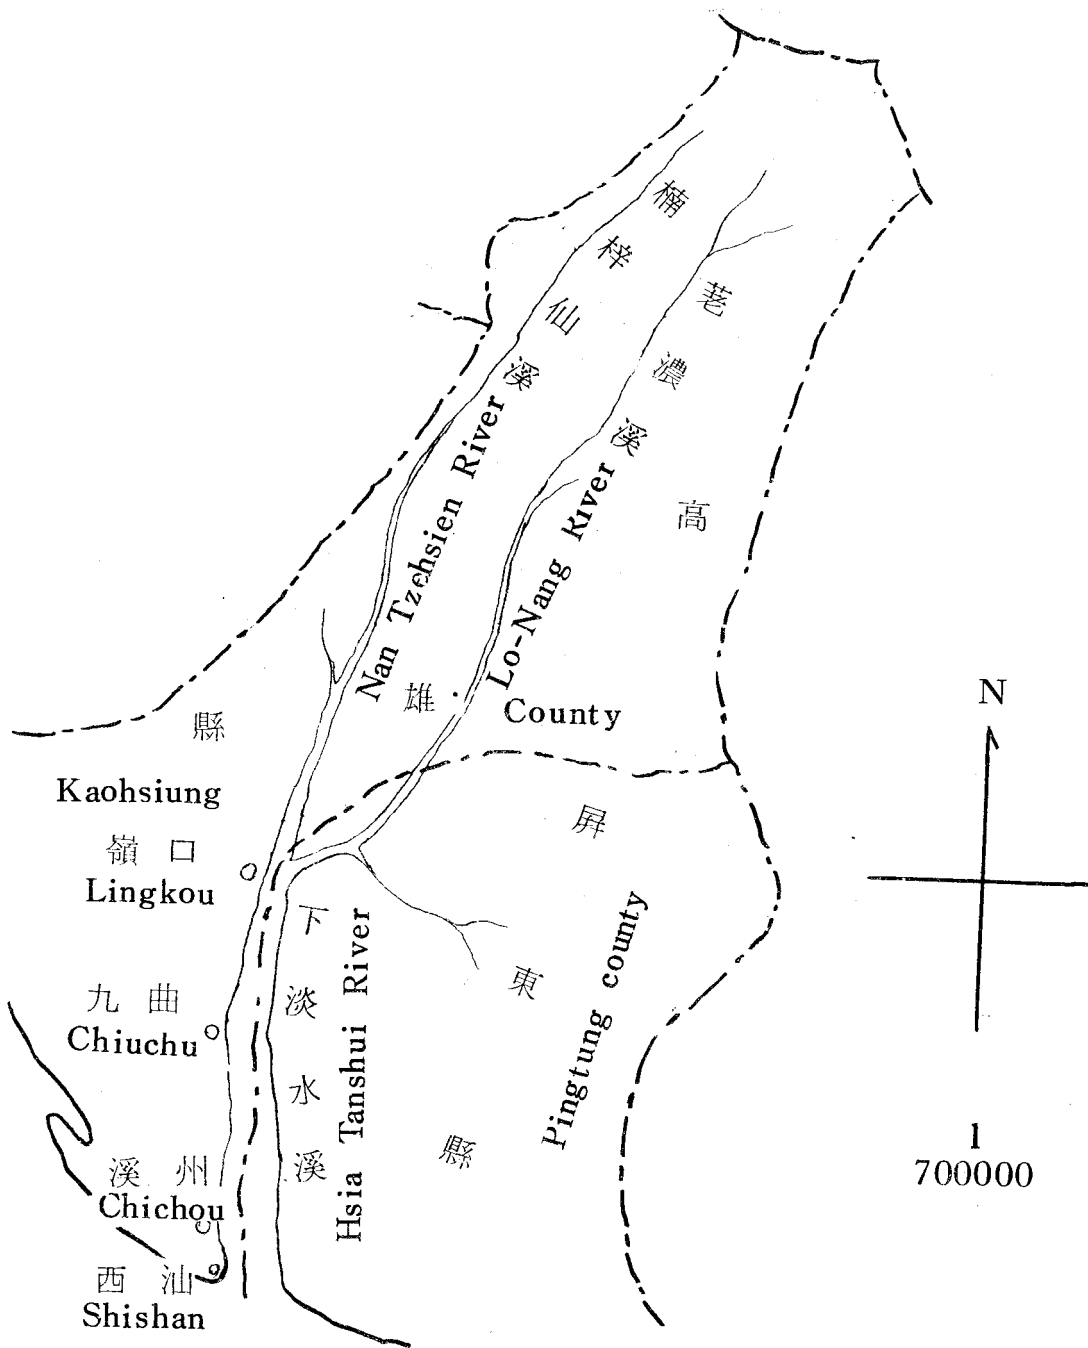 楠梓仙溪
Nan Tzehsien River
荖濃溪
Lo-Nang River
高雄縣
Kaohsiung County
N
嶺口
Lingkou
屏東縣
Pingtung county
下淡水溪
Hsia Tanshui River
九曲
Chiuchu
溪州
Chichou
西汕
Shishan
1
700000